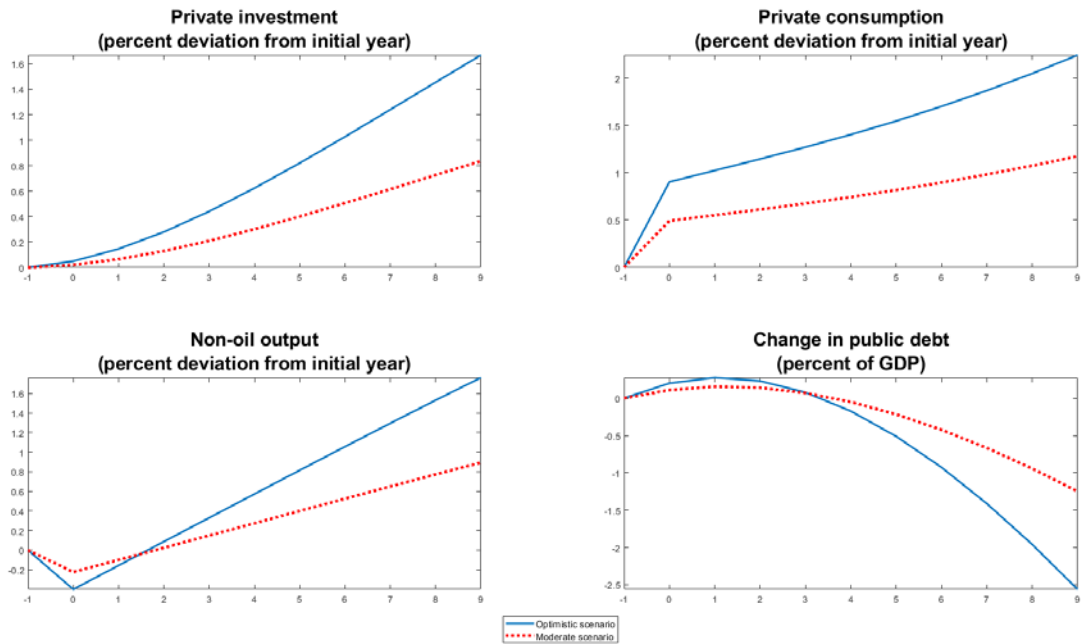 Private investment
(percent deviation from initial year)
1.6
1.4
1.2
1
0.8
0.6
0.4
0.2
0
-1 0 1 2 3 4 5 6 7 8 9
Private consumption
(percent deviation from initial year)
2
1.5
1
0.5
0
-1 0 1 2 3 4 5 6 7 8 9
Non-oil output
(percent deviation from initial year)
1.6
1.4
1.2
1
0.8
0.6
0.4
0.2
0
-0.2
-1 0 1 2 3 4 5 6 7 8 9
Change in public debt
(percent of GDP)
0
-0.5
-1
-1.5
-2
-2.5
-1 0 1 2 3 4 5 6 7 8 9
Optimistic scenario
Moderate scenario